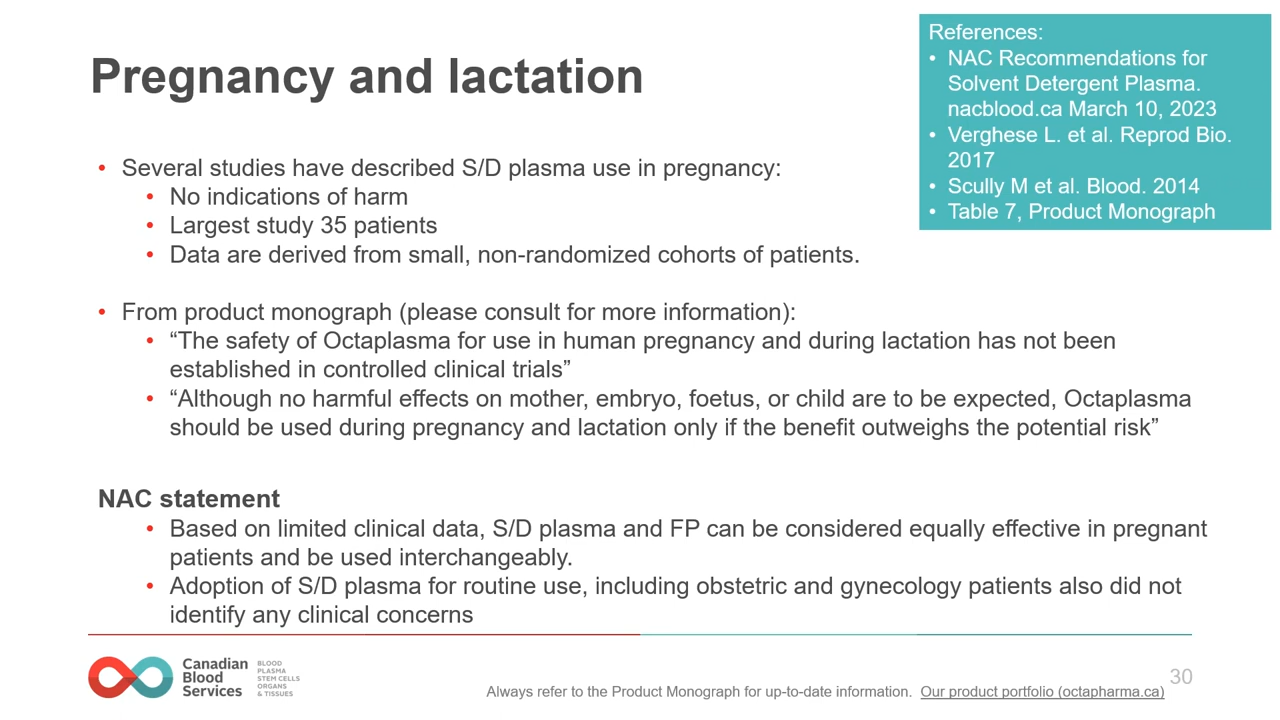 Pregnancy and lactation
References:
• NAC Recommendations for
Solvent Detergent Plasma.
nacblood.ca March 10, 2023
• Verghese L. et al. Reprod Bio.
2017
• Scully M et al. Blood. 2014
• Table 7, Product Monograph
• Several studies have described S/D plasma use in pregnancy:
• No indications of harm
• Largest study 35 patients
• Data are derived from small, non-randomized cohorts of patients.
• From product monograph (please consult for more information):
• “The safety of Octaplasma for use in human pregnancy and during lactation has not been
established in controlled clinical trials”
• “Although no harmful effects on mother, embryo, foetus, or child are to be expected, Octaplasma
should be used during pregnancy and lactation only if the benefit outweighs the potential risk”
NAC statement
• Based on limited clinical data, S/D plasma and FP can be considered equally effective in pregnant
patients and be used interchangeably.
• Adoption of S/D plasma for routine use, including obstetric and gynecology patients also did not
identify any clinical concerns
Canadian
Blood
Services
BLOOD
PLASMA
STEM CELLS
ORGANS
& TISSUES
Always refer to the Product Monograph for up-to-date information. Our product portfolio (octapharma.ca)
30